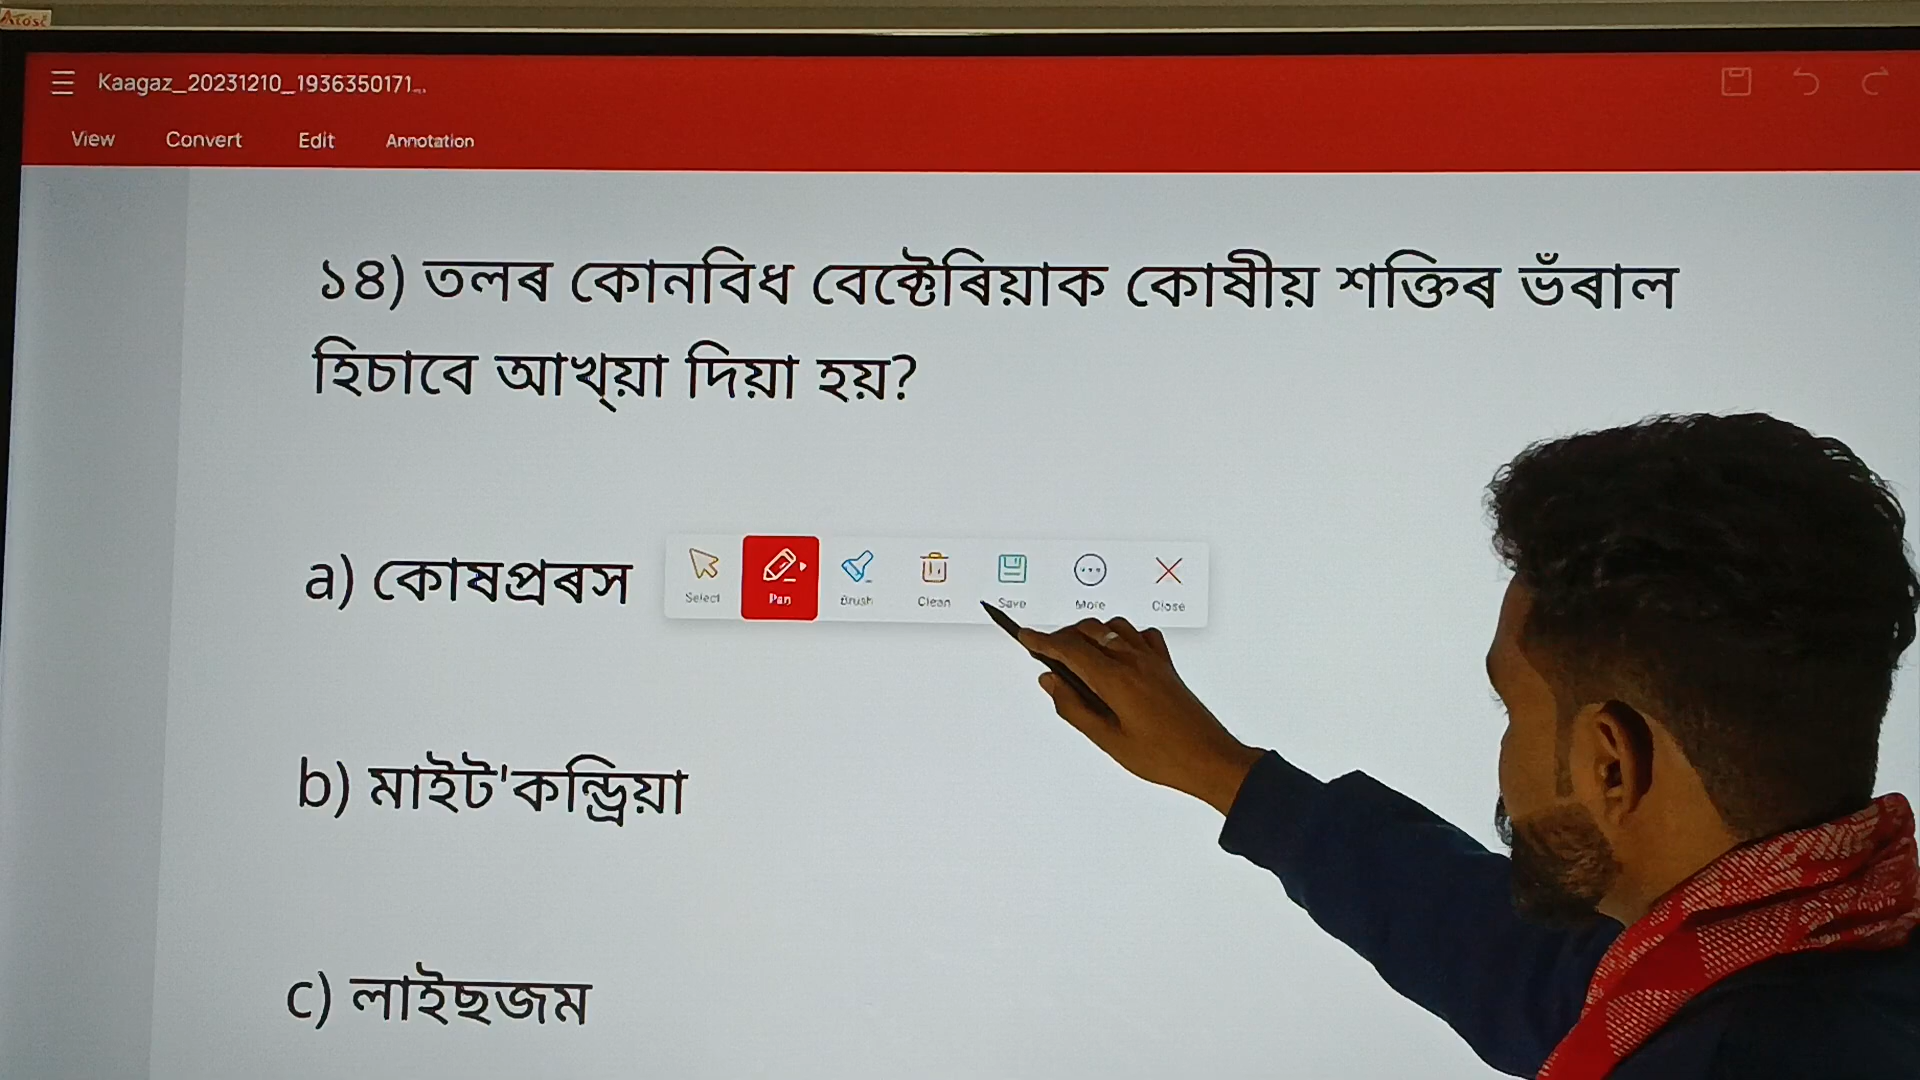 Kaagaz_20231210_1936350171...
View Convert Edit Annotation
১৪) তলৰ কোনবিধ বেক্টেৰিয়াক কোষীয় শক্তিৰ ভঁৰাল
হিচাবে আখ্য়া দিয়া হয়?
a) কোষপ্ৰৰস
Select Pan Brush Clean Save More Close
b) মাইট'কন্ড্ৰিয়া
c) লাইছজম